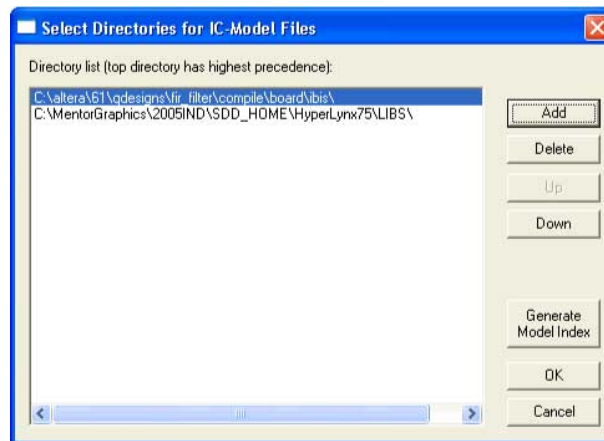 Select Directories for IC-Model Files
Directory list (top directory has highest precedence):
C:\altera\61\qdesigns\fir_filter\compile\board\ibis\
C:\MentorGraphics\2005IND\SDD_HOME\HyperLynx75\LIBS\
Add
Delete
Up
Down
Generate
Model Index
OK
Cancel